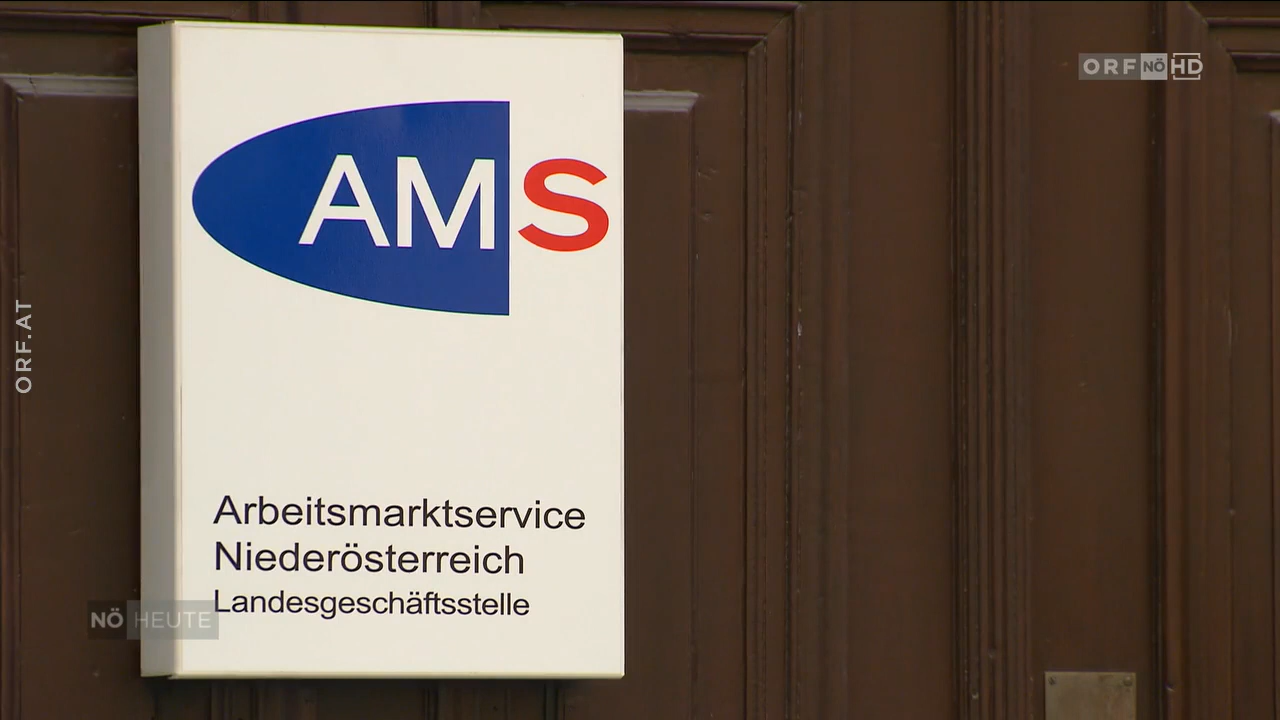 ORF NÖ HD
AMS
ORF.AT
Arbeitsmarktservice
Niederösterreich
Landesgeschäftsstelle
NÖ HEUTE